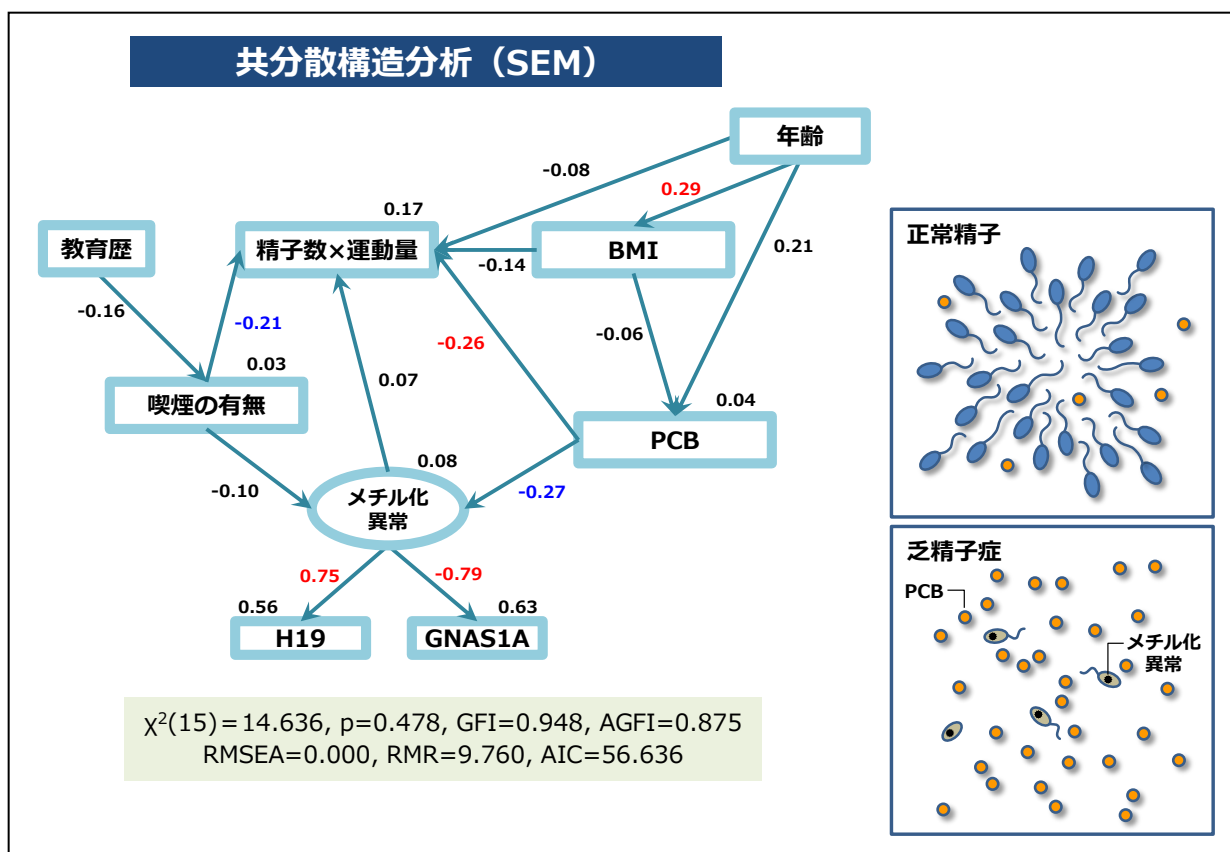 共分散構造分析（SEM）
年齢
-0.08
0.29
0.17
教育歴
精子数×運動量
BMI
0.21
-0.14
-0.16
-0.21
-0.26
-0.06
0.03
0.07
0.04
喫煙の有無
PCB
0.08
-0.10
-0.27
メチル化
異常
0.75
-0.79
0.56
0.63
H19
GNAS1A
χ²(15)＝14.636, p=0.478, GFI=0.948, AGFI=0.875
RMSEA=0.000, RMR=9.760, AIC=56.636
正常精子
乏精子症
PCB
メチル化
異常